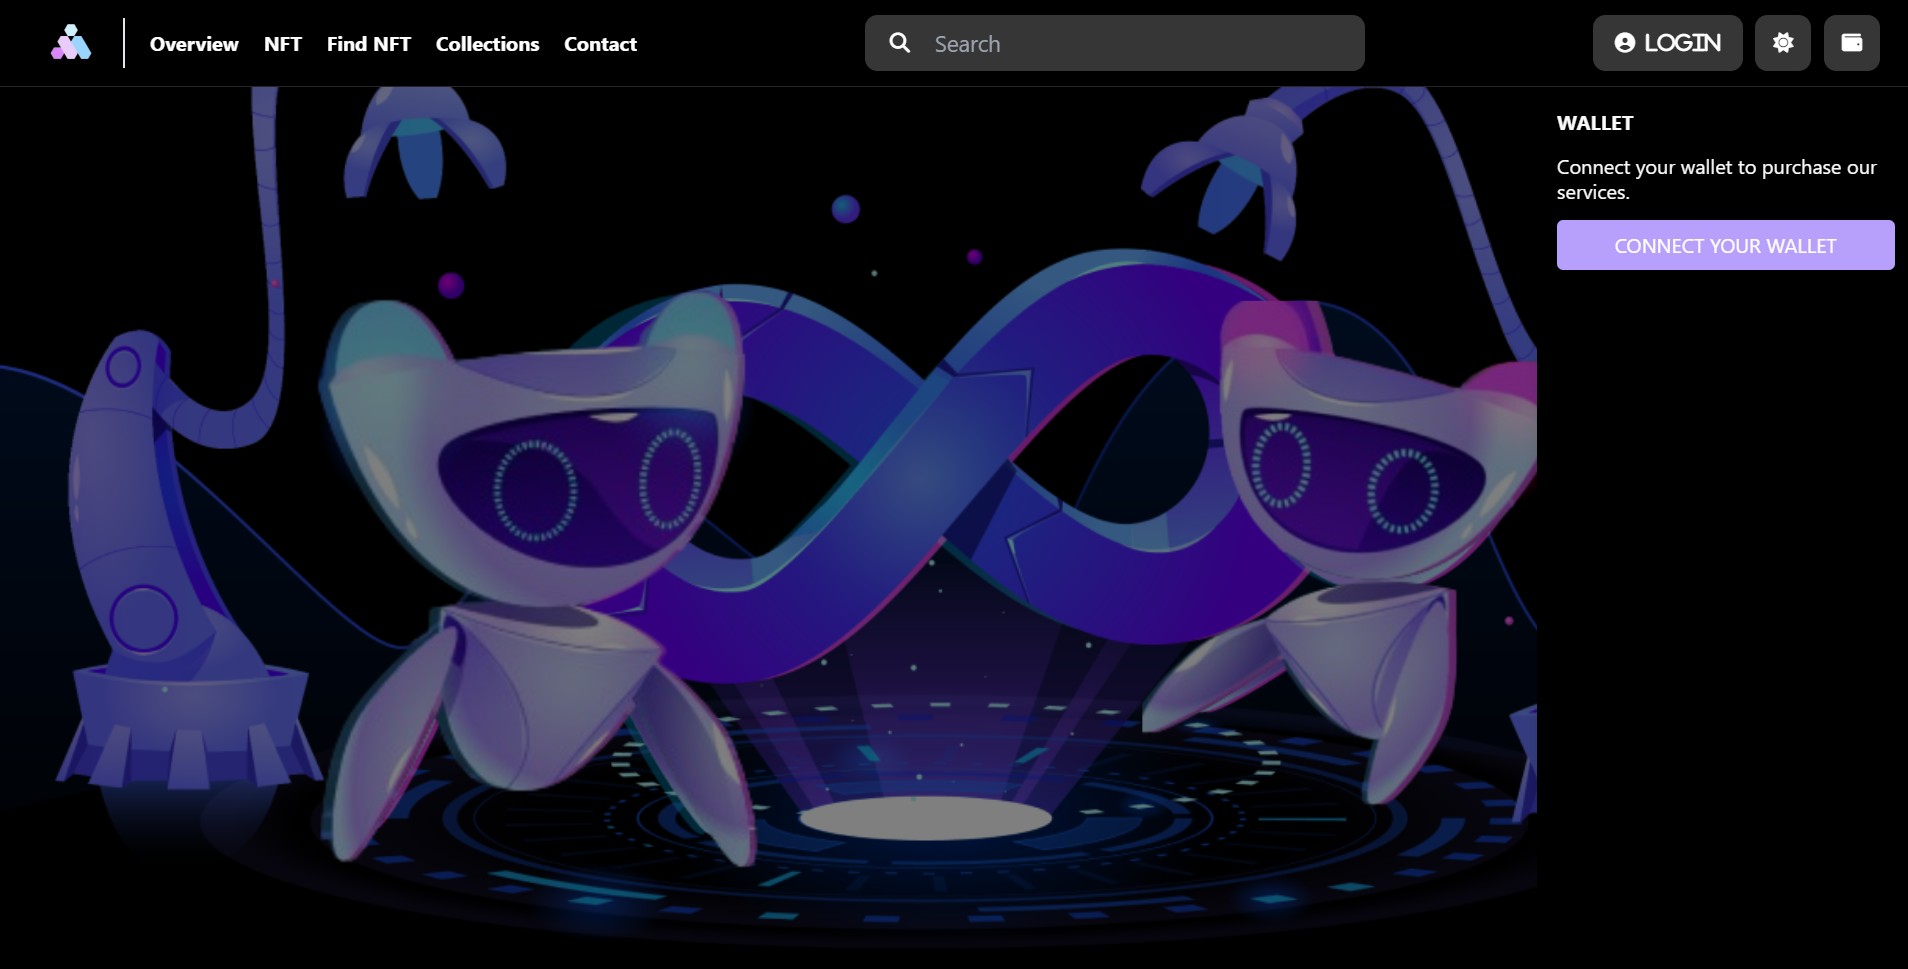 Overview NFT Find NFT Collections Contact
Search
LOGIN
WALLET
Connect your wallet to purchase our
services.
CONNECT YOUR WALLET